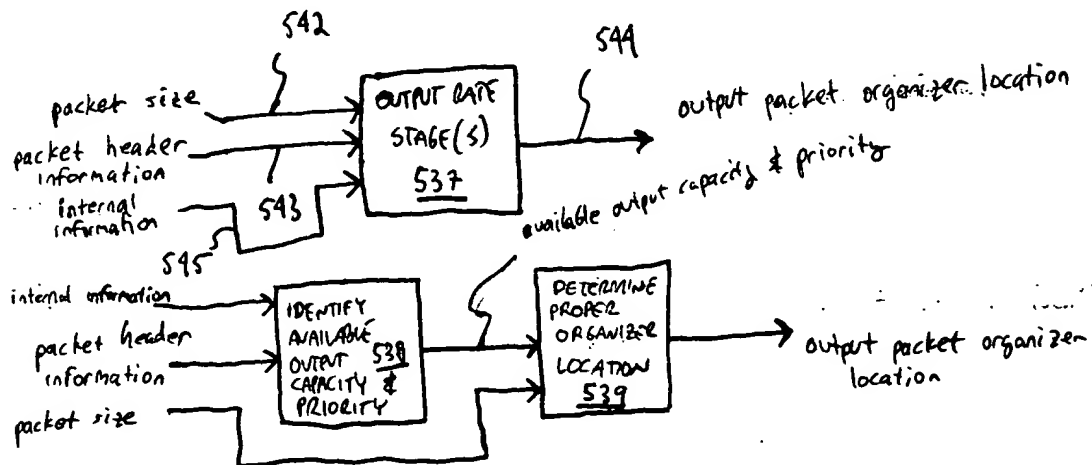 542
544
packet size
packet header
information
internal
information
543
545
OUTPUT RATE
STAGE(S)
537
output packet organizer location
available output capacity & priority
internal information
packet header
information
packet size
IDENTIFY
AVAILABLE
OUTPUT 538
CAPACITY &
PRIORITY
DETERMINE
PROPER
ORGANIZER
LOCATION
539
output packet organizer
location